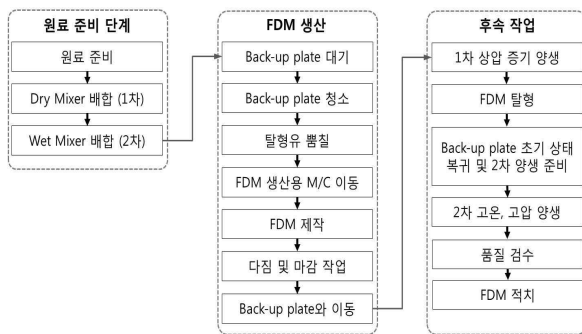 원료 준비 단계
원료 준비
Dry Mixer 배합 (1차)
Wet Mixer 배합 (2차)
FDM 생산
Back-up plate 대기
Back-up plate 청소
탈형유 뿜칠
FDM 생산용 M/C 이동
FDM 제작
다짐 및 마감 작업
Back-up plate와 이동
후속 작업
1차 상압 증기 양생
FDM 탈형
Back-up plate 초기 상태
복귀 및 2차 양생 준비
2차 고온, 고압 양생
품질 검수
FDM 적치